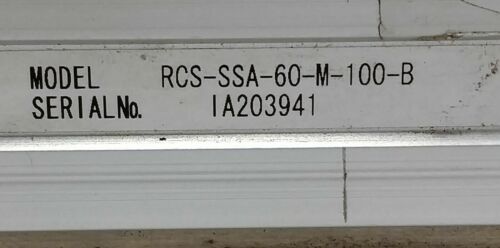 MODEL RCS-SSA-60-M-100-B
SERIALNo. IA203941